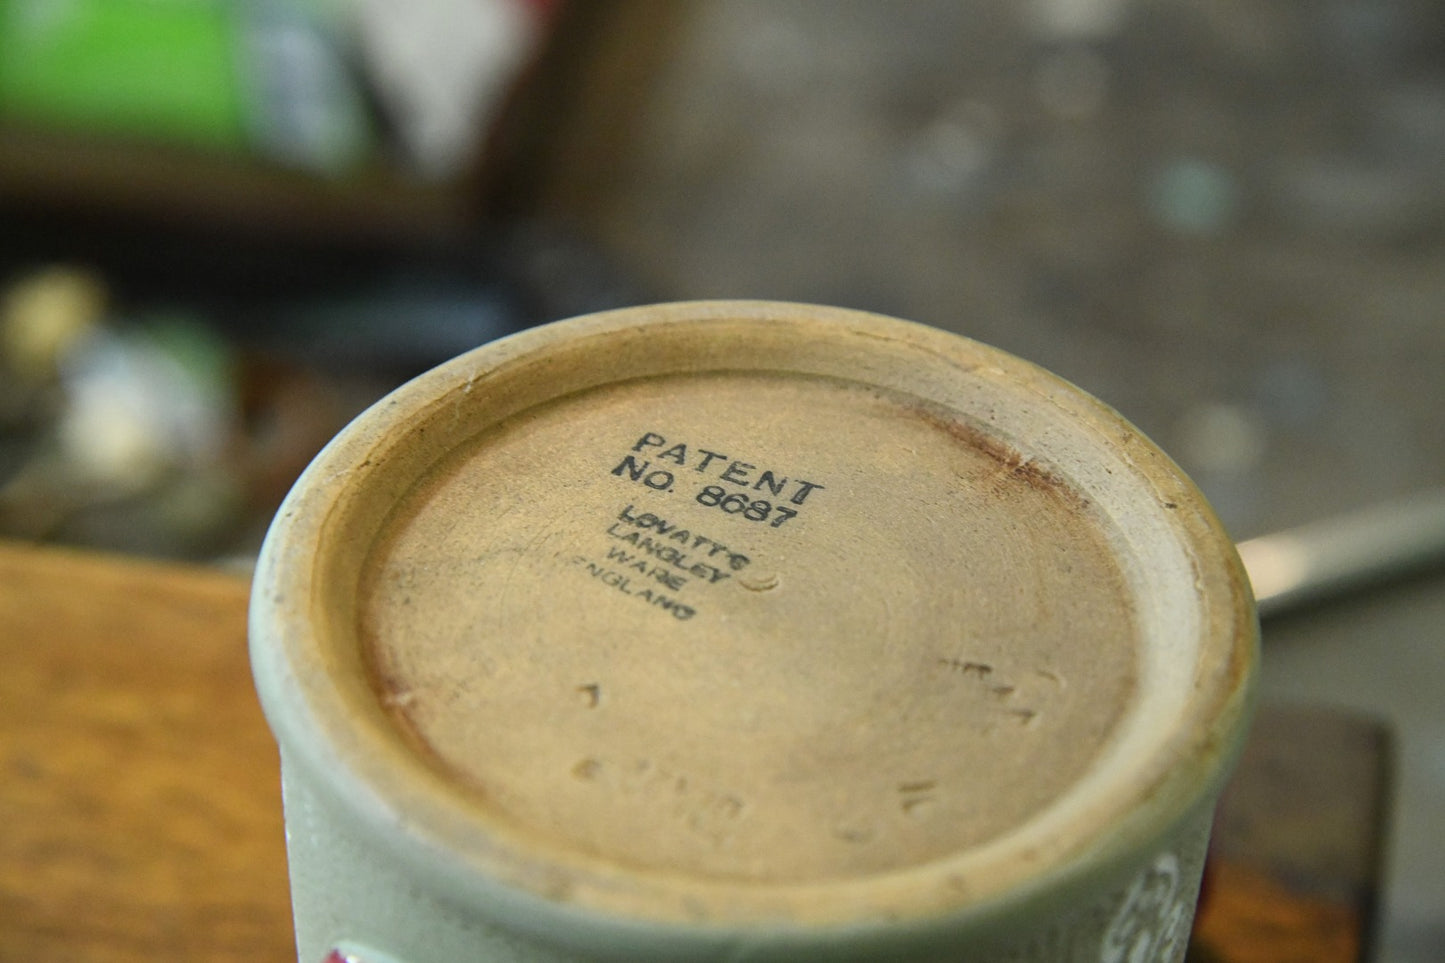 PATENT
No. 8687
LOVATT'S
LANGLEY
WARE
ENGLAND